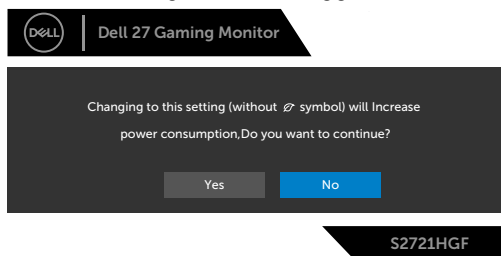 DELL
Dell 27 Gaming Monitor
Changing to this setting (without symbol) will Increase
power consumption,Do you want to continue?
Yes
No
S2721HGF